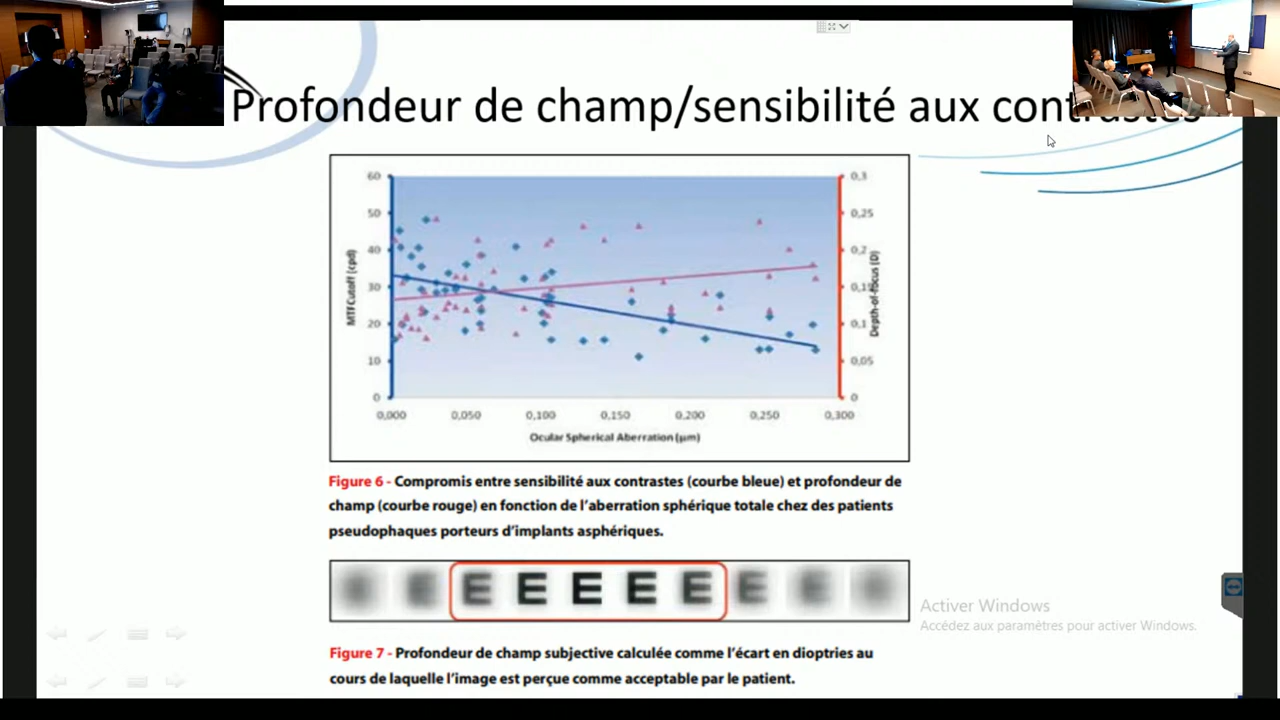 Profondeur de champ/sensibilité aux contrastes
60
50
40
30
20
10
0
MTF Cutoff (cpd)
0,3
0,25
0,2
0,15
0,1
0,05
0
Depth-of-focus (D)
0,000 0,050 0,100 0,150 0,200 0,250 0,300
Ocular Spherical Aberration (μm)
Figure 6 - Compromis entre sensibilité aux contrastes (courbe bleue) et profondeur de
champ (courbe rouge) en fonction de l'aberration sphérique totale chez des patients
pseudophaques porteurs d'implants asphériques.
E E E E E E E
Figure 7 - Profondeur de champ subjective calculée comme l'écart en dioptries au
cours de laquelle l'image est perçue comme acceptable par le patient.
Activer Windows
Accédez aux paramètres pour activer Windows.